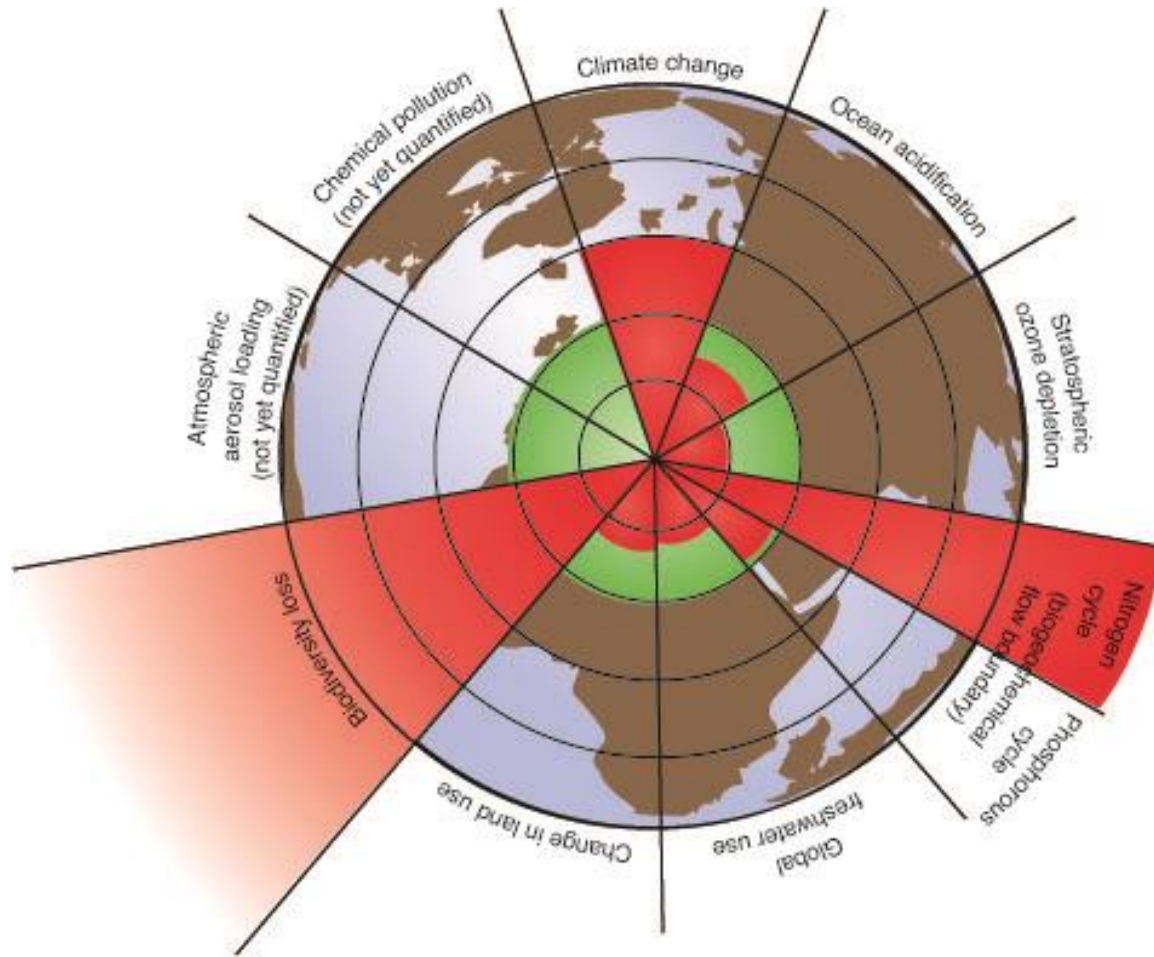 Climate change
Ocean acidification
Stratospheric
ozone depletion
Nitrogen
cycle
(biogeochemical
flow boundary)
Phosphorous
cycle
Global
freshwater use
Change in land use
Biodiversity loss
Atmospheric
aerosol loading
(not yet quantified)
Chemical pollution
(not yet quantified)